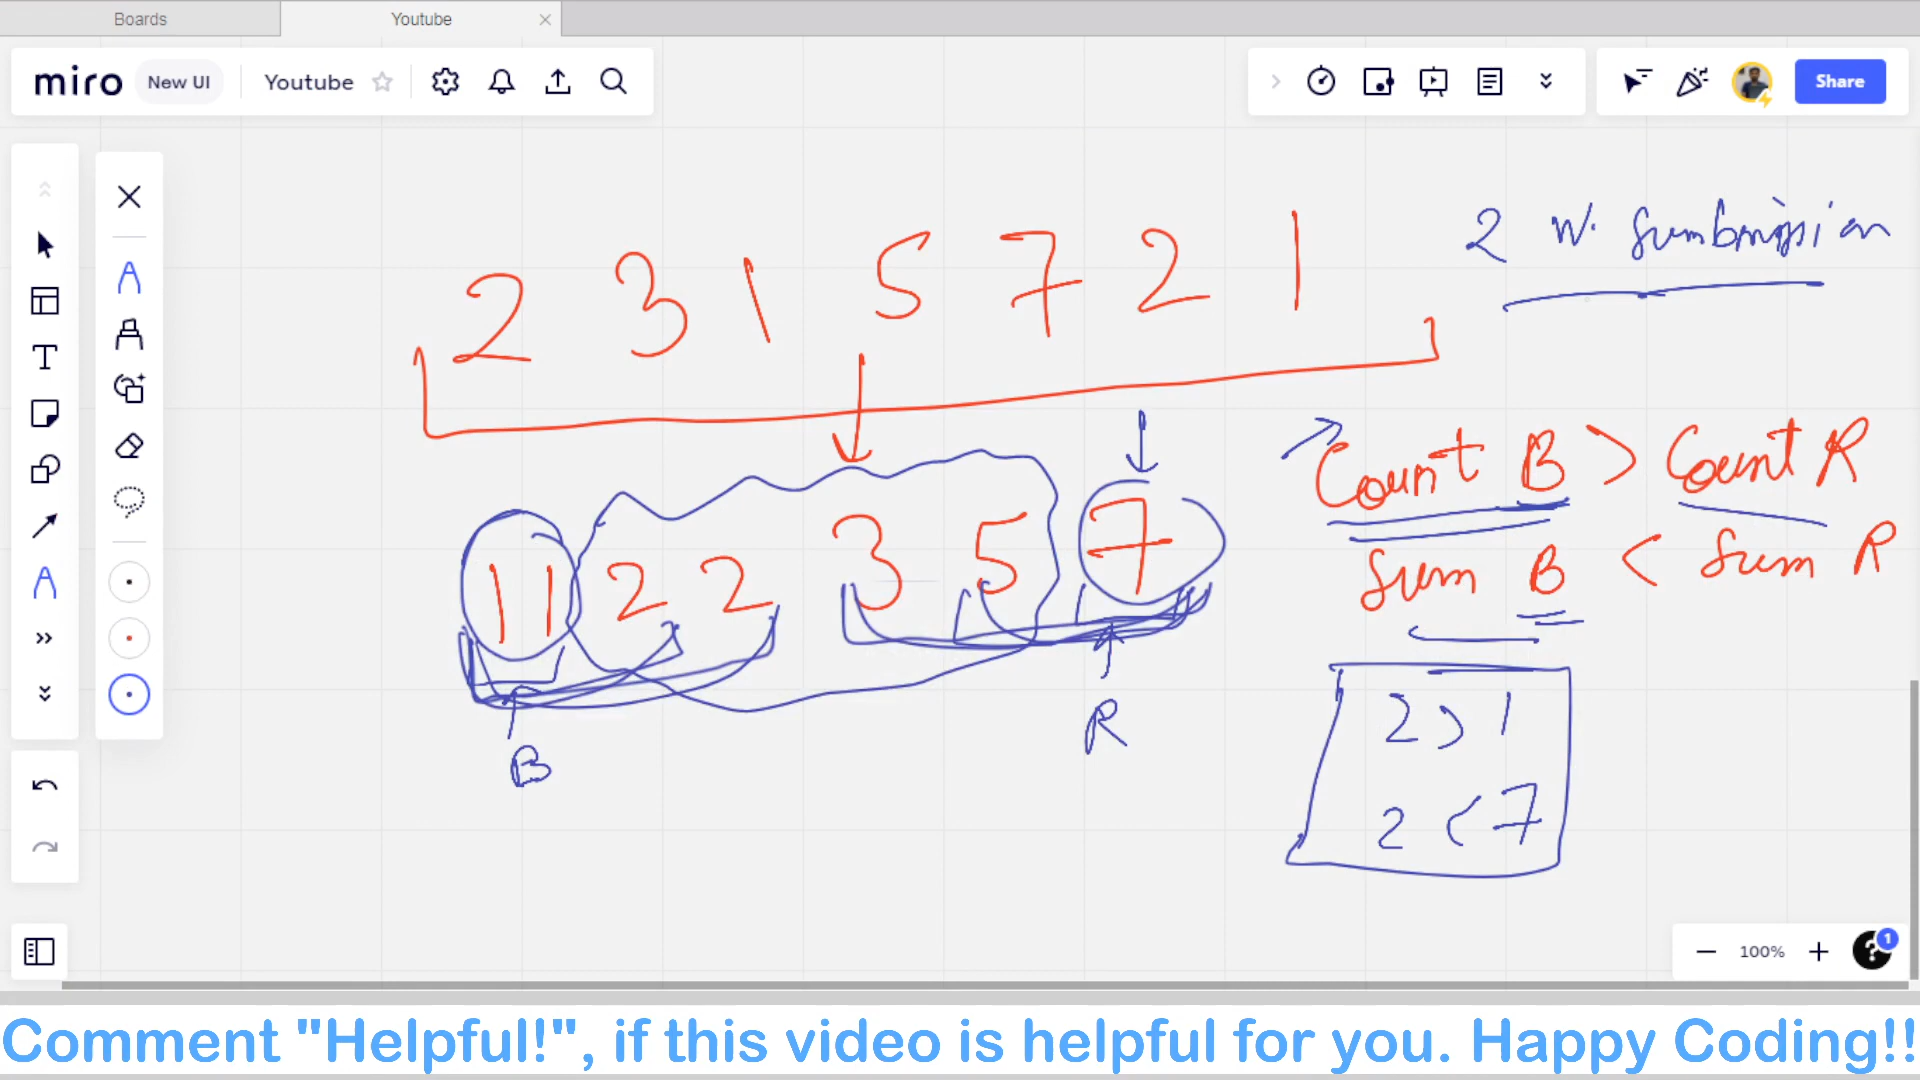 Boards
Youtube
miro
New UI
Youtube
Share
2 3 1 5 7 2 1
2 W. Sumbmission
Count B > Count R
Sum B < Sum R
1 1 2 2 3 5 7
B
R
2 > 1
2 < 7
T
100%
1
Comment "Helpful!", if this video is helpful for you. Happy Coding!!